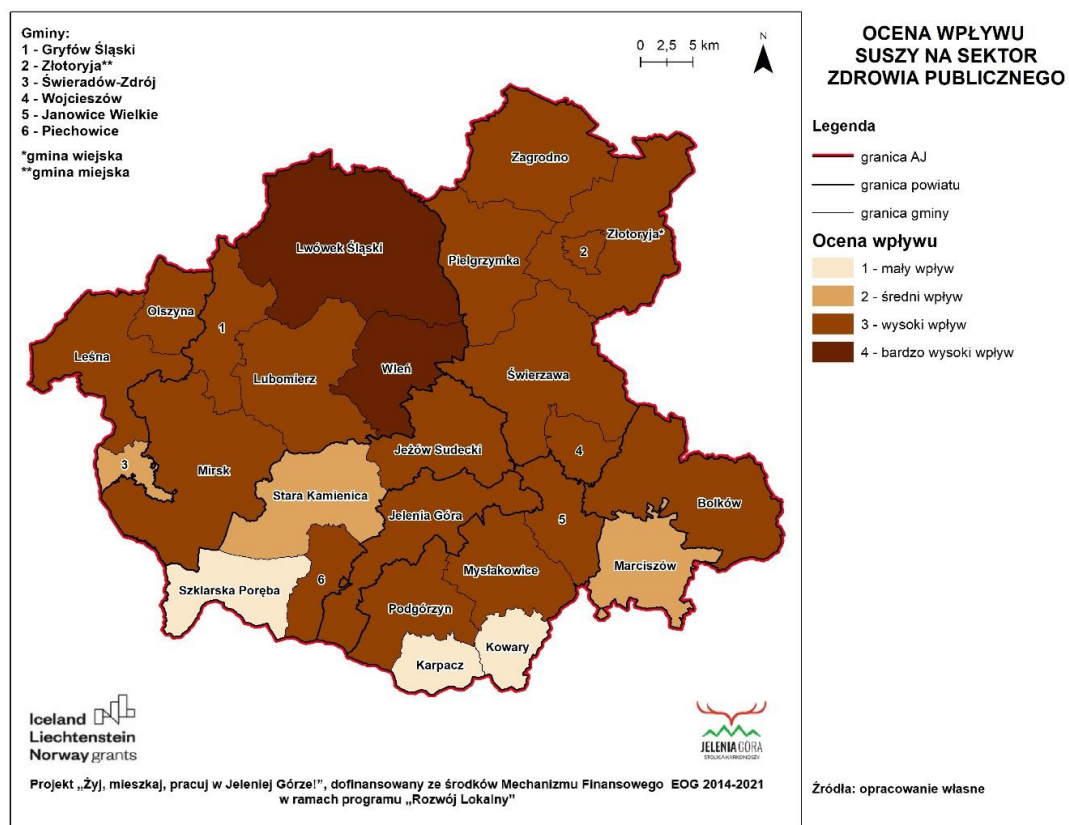 Gminy:
1 - Gryfów Śląski
2 - Złotoryja**
3 - Świeradów-Zdrój
4 - Wojcieszów
5 - Janowice Wielkie
6 - Piechowice
*gmina wiejska
**gmina miejska
0 2,5 5 km
N
OCENA WPŁYWU
SUSZY NA SEKTOR
ZDROWIA PUBLICZNEGO
Legenda
granica AJ
granica powiatu
granica gminy
Ocena wpływu
1 - mały wpływ
2 - średni wpływ
3 - wysoki wpływ
4 - bardzo wysoki wpływ
Zagrodno
Złotoryja*
2
Pielgrzymka
Lwówek Śląski
Olszyna
1
Leśna
Lubomierz
Wleń
Świerzawa
Jeżów Sudecki
4
3
Mirsk
Stara Kamienica
Jelenia Góra
5
Bolków
Marciszów
Mysłakowice
6
Szklarska Poręba
Podgórzyn
Kowary
Karpacz
Iceland
Liechtenstein
Norway grants
JELENIA GÓRA
STOLICA KARKONOSZY
Projekt „Żyj, mieszkaj, pracuj w Jeleniej Górze!”, dofinansowany ze środków Mechanizmu Finansowego EOG 2014-2021
w ramach programu „Rozwój Lokalny”
Źródła: opracowanie własne